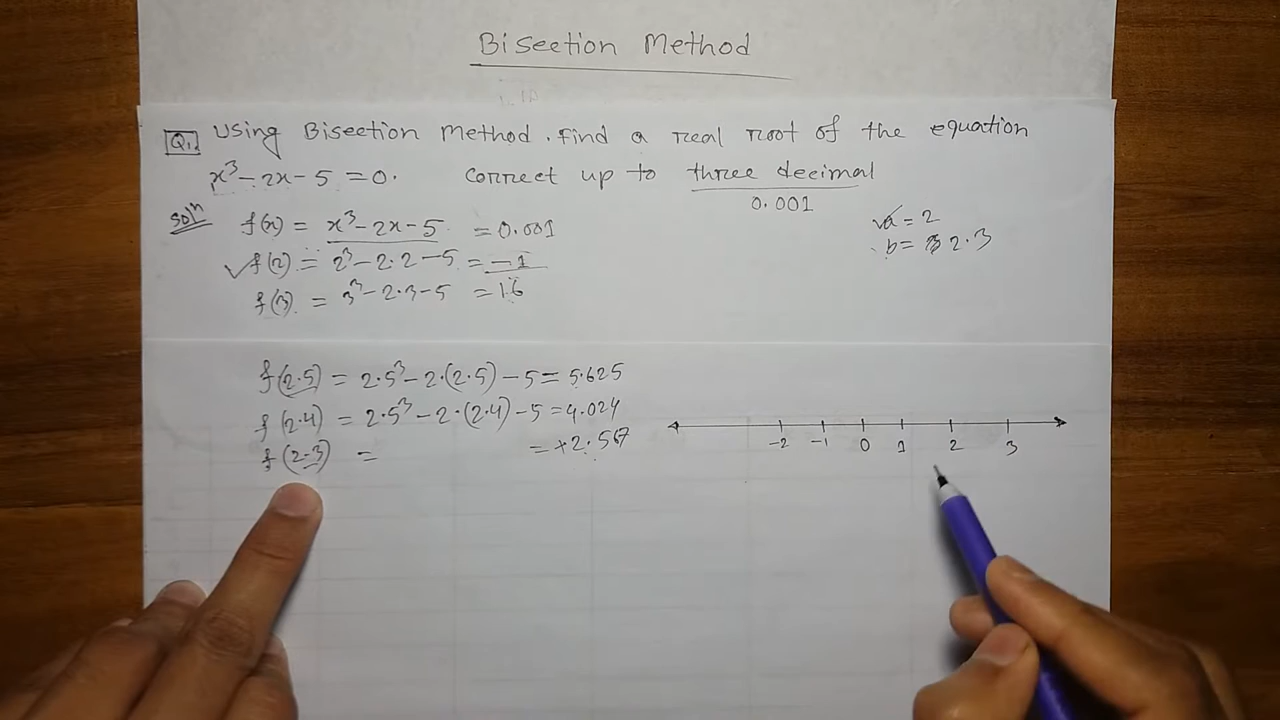 Bisection Method
Q1. Using Bisection Method. Find a real root of the equation
x³ - 2x - 5 = 0. Correct up to three decimal
0.001
Solⁿ f(x) = x³ - 2x - 5 = 0.001
a = 2
✓ f(2) = 2³ - 2.2 - 5 = -1
b = 2.3
f(3) = 3³ - 2.3 - 5 = 16
f(2.5) = 2.5³ - 2.(2.5) - 5 = 5.625
f(2.4) = 2.5³ - 2.(2.4) - 5 = 4.024
f(2.3) = = +2.567
-2 -1 0 1 2 3